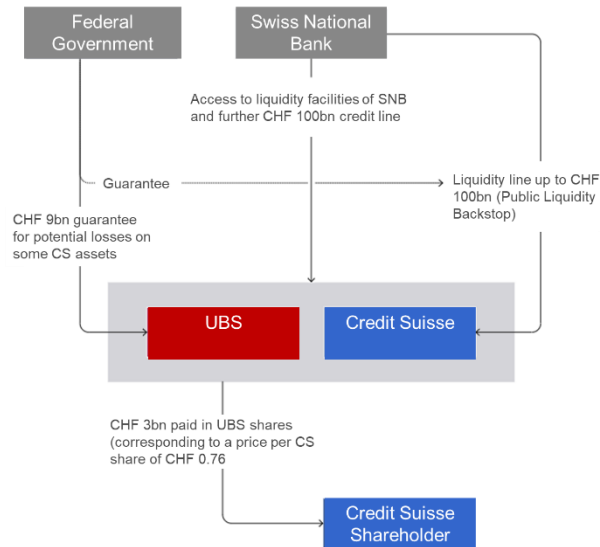 Federal
Government
Swiss National
Bank
Access to liquidity facilities of SNB
and further CHF 100bn credit line
Guarantee
Liquidity line up to CHF
100bn (Public Liquidity
Backstop)
CHF 9bn guarantee
for potential losses on
some CS assets
UBS
Credit Suisse
CHF 3bn paid in UBS shares
(corresponding to a price per CS
share of CHF 0.76
Credit Suisse
Shareholder